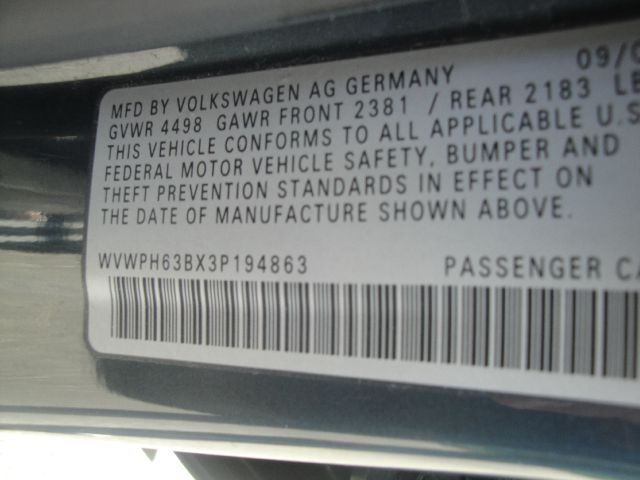 MFD BY VOLKSWAGEN AG GERMANY 09/0
GVWR 4498 GAWR FRONT 2381 / REAR 2183 LB
THIS VEHICLE CONFORMS TO ALL APPLICABLE U.S
FEDERAL MOTOR VEHICLE SAFETY, BUMPER AND
THEFT PREVENTION STANDARDS IN EFFECT ON
THE DATE OF MANUFACTURE SHOWN ABOVE.
WVWPH63BX3P194863 PASSENGER CA